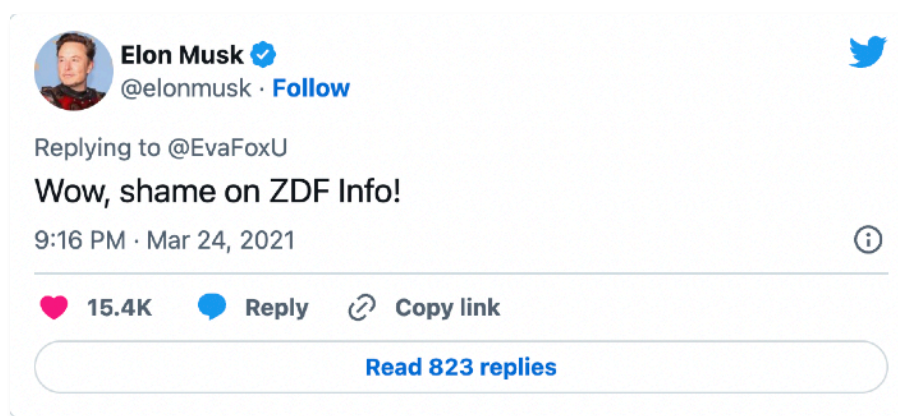 Elon Musk
@elonmusk · Follow
Replying to @EvaFoxU
Wow, shame on ZDF Info!
9:16 PM · Mar 24, 2021
15.4K Reply Copy link
Read 823 replies